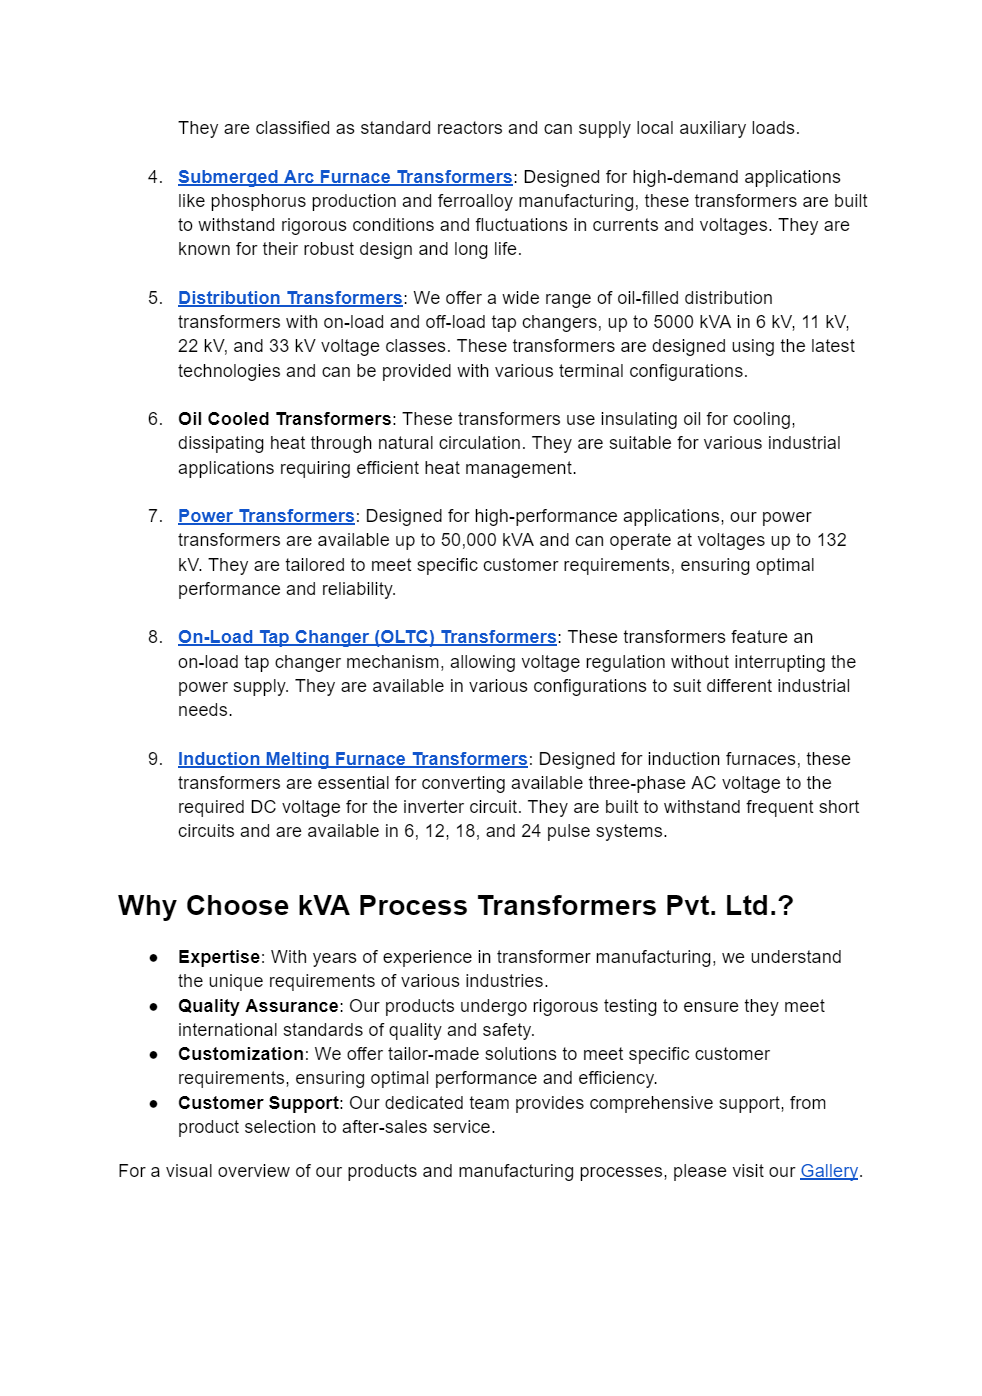 They are classified as standard reactors and can supply local auxiliary loads.
4. Submerged Arc Furnace Transformers: Designed for high-demand applications
like phosphorus production and ferroalloy manufacturing, these transformers are built
to withstand rigorous conditions and fluctuations in currents and voltages. They are
known for their robust design and long life.
5. Distribution Transformers: We offer a wide range of oil-filled distribution
transformers with on-load and off-load tap changers, up to 5000 kVA in 6 kV, 11 kV,
22 kV, and 33 kV voltage classes. These transformers are designed using the latest
technologies and can be provided with various terminal configurations.
6. Oil Cooled Transformers: These transformers use insulating oil for cooling,
dissipating heat through natural circulation. They are suitable for various industrial
applications requiring efficient heat management.
7. Power Transformers: Designed for high-performance applications, our power
transformers are available up to 50,000 kVA and can operate at voltages up to 132
kV. They are tailored to meet specific customer requirements, ensuring optimal
performance and reliability.
8. On-Load Tap Changer (OLTC) Transformers: These transformers feature an
on-load tap changer mechanism, allowing voltage regulation without interrupting the
power supply. They are available in various configurations to suit different industrial
needs.
9. Induction Melting Furnace Transformers: Designed for induction furnaces, these
transformers are essential for converting available three-phase AC voltage to the
required DC voltage for the inverter circuit. They are built to withstand frequent short
circuits and are available in 6, 12, 18, and 24 pulse systems.
Why Choose kVA Process Transformers Pvt. Ltd.?
● Expertise: With years of experience in transformer manufacturing, we understand
the unique requirements of various industries.
● Quality Assurance: Our products undergo rigorous testing to ensure they meet
international standards of quality and safety.
● Customization: We offer tailor-made solutions to meet specific customer
requirements, ensuring optimal performance and efficiency.
● Customer Support: Our dedicated team provides comprehensive support, from
product selection to after-sales service.
For a visual overview of our products and manufacturing processes, please visit our Gallery.